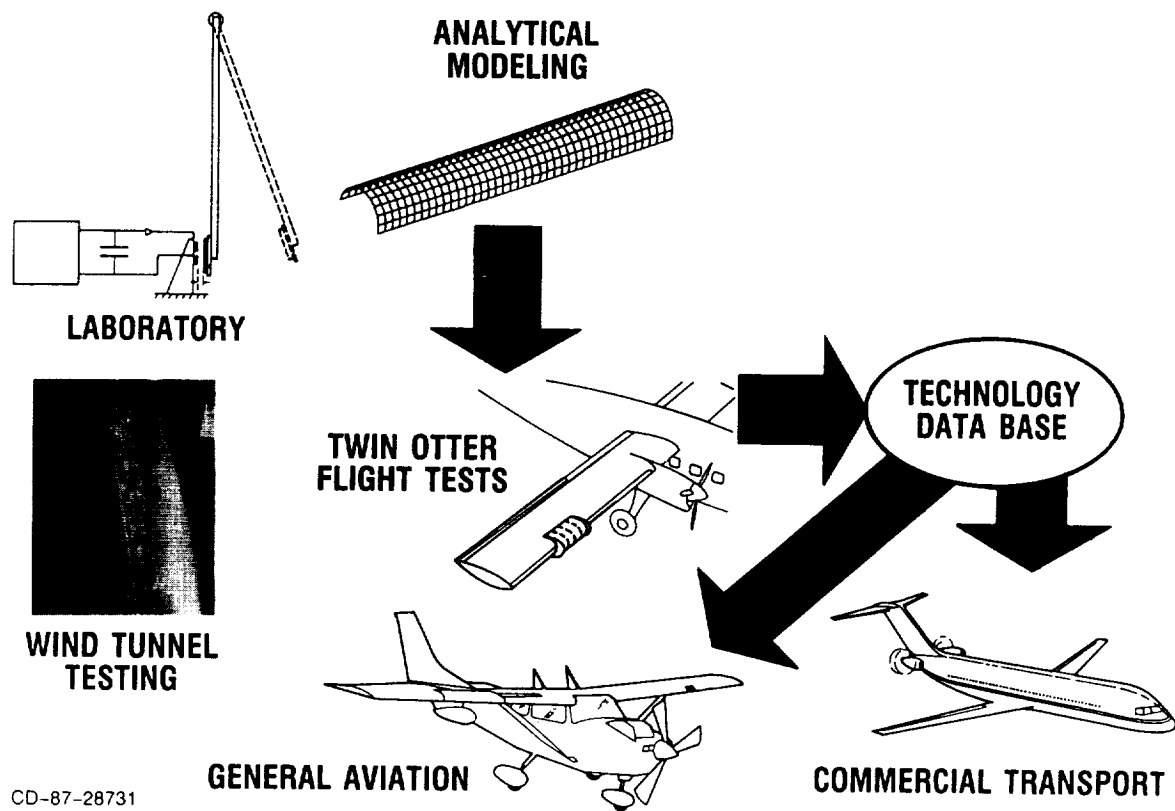 ANALYTICAL
MODELING
LABORATORY
TWIN OTTER
FLIGHT TESTS
TECHNOLOGY
DATA BASE
WIND TUNNEL
TESTING
GENERAL AVIATION
COMMERCIAL TRANSPORT
CD-87-28731